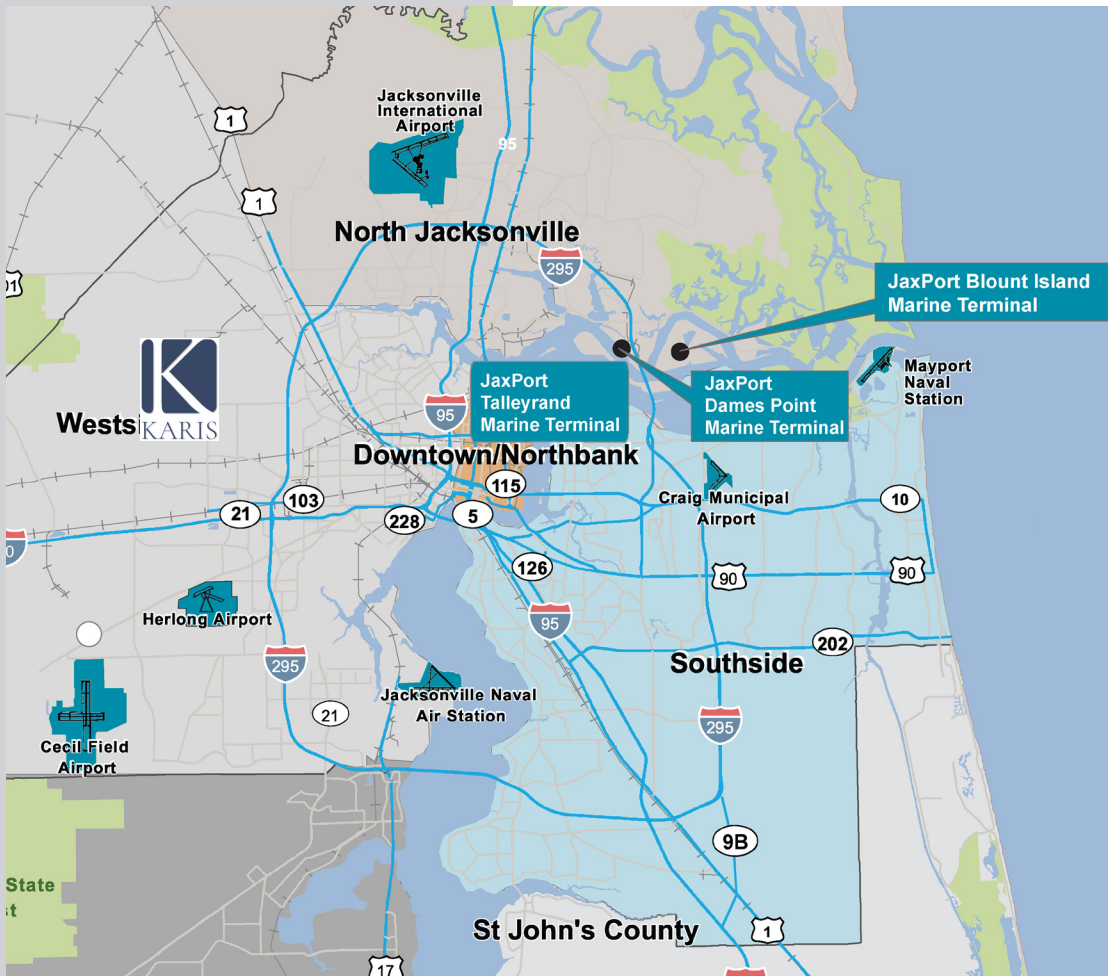 Jacksonville
International
Airport
1
95
1
North Jacksonville
295
01
JaxPort Blount Island
Marine Terminal
Mayport
Naval
Station
JaxPort
Talleyrand
Marine Terminal
JaxPort
Dames Point
Marine Terminal
K
KARIS
Wests
95
Downtown/Northbank
115
103
21
228
5
Craig Municipal
Airport
10
0
126
90
90
Herlong Airport
95
202
295
Southside
Jacksonville Naval
Air Station
21
295
Cecil Field
Airport
9B
State
st
St John's County
1
17